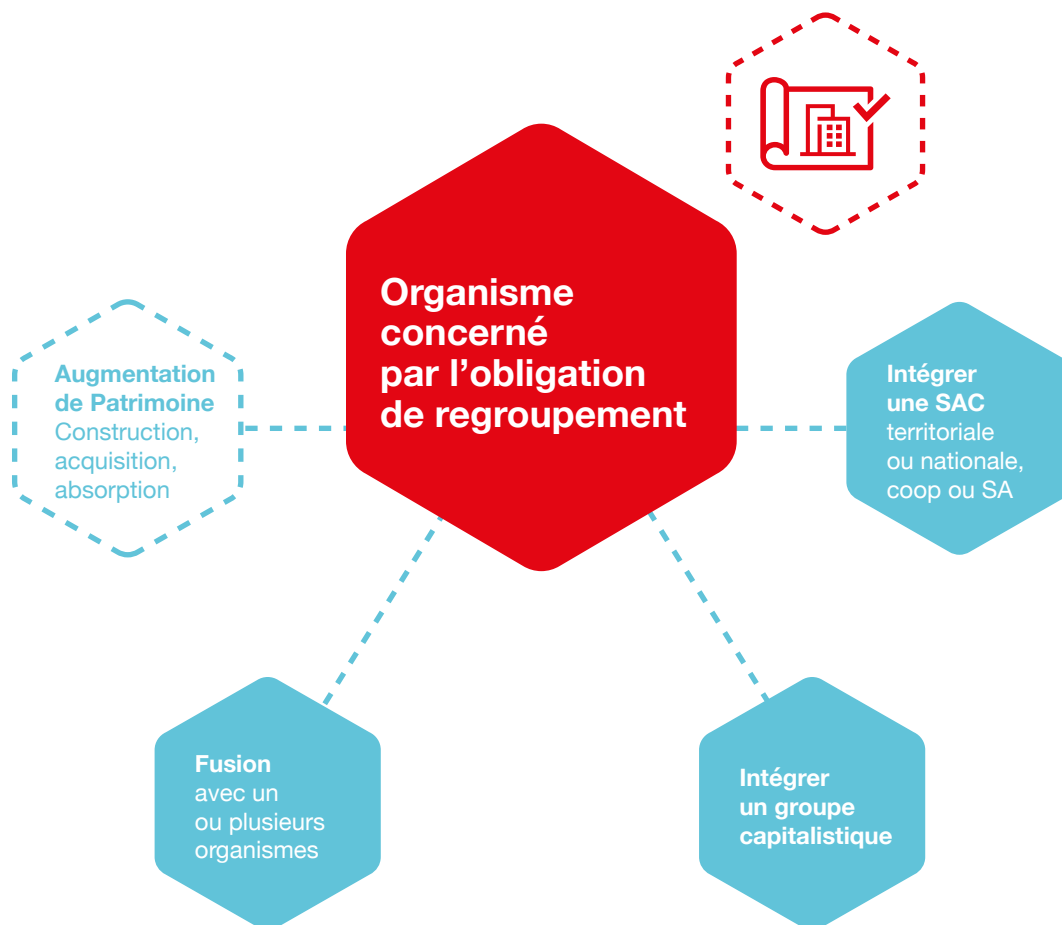 Organisme
concerné
par l’obligation
de regroupement
Augmentation
de Patrimoine
Construction,
acquisition,
absorption
Intégrer
une SAC
territoriale
ou nationale,
coop ou SA
Fusion
avec un
ou plusieurs
organismes
Intégrer
un groupe
capitalistique